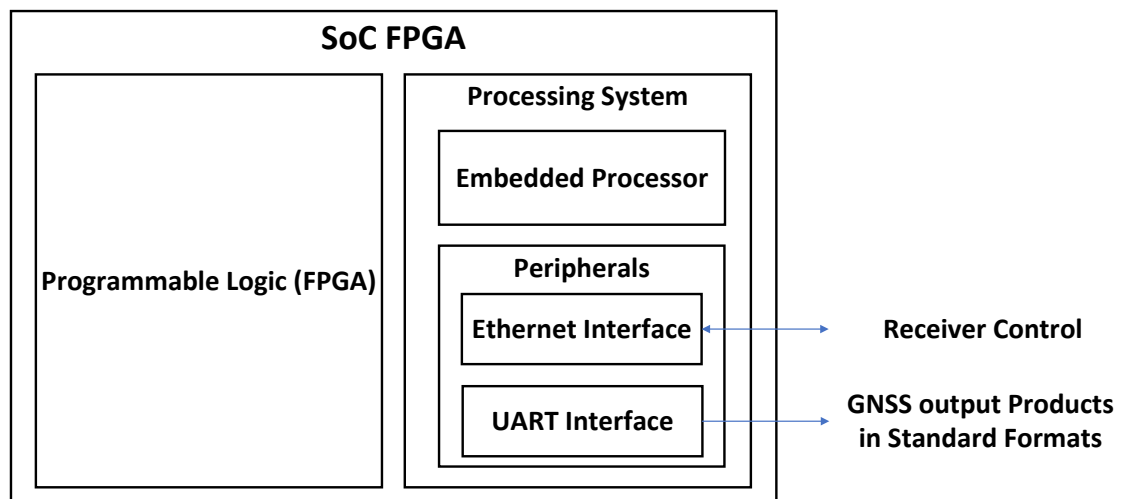 SoC FPGA
Programmable Logic (FPGA)
Processing System
Embedded Processor
Peripherals
Ethernet Interface
UART Interface
Receiver Control
GNSS output Products
in Standard Formats